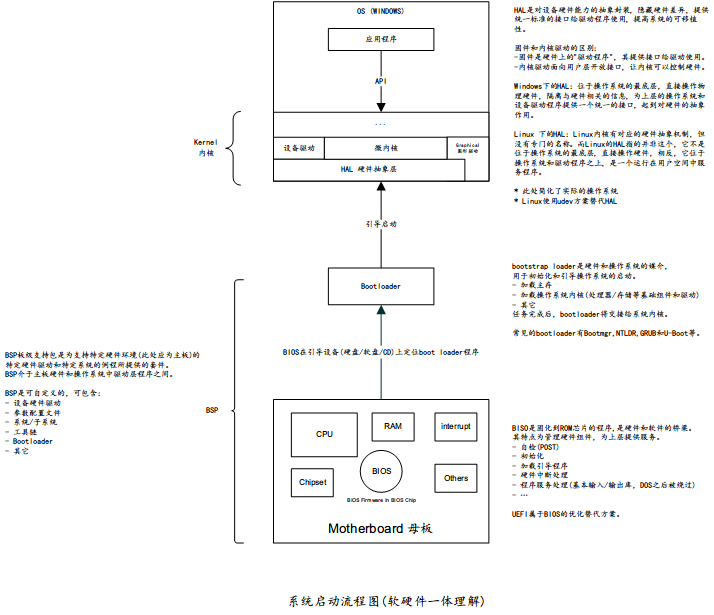 OS (WINDOWS)
应用程序
API
...
Kernel
内核
设备驱动
微内核
Graphical
图形驱动
HAL 硬件抽象层
引导启动
Bootloader
BIOS在引导设备(硬盘/软盘/CD)上定位boot loader程序
BSP
CPU
RAM
interrupt
BIOS
Chipset
Others
BIOS Firmware in BIOS Chip
Motherboard 母板
HAL是对设备硬件能力的抽象封装，隐藏硬件差异，提供
统一标准的接口给驱动程序使用，提高系统的可移植
性。
固件和内核驱动的区别：
-固件是硬件上的"驱动程序"，其提供接口给驱动使用。
-内核驱动面向用户层开放接口，让内核可以控制硬件。
Windows下的HAL：位于操作系统的最底层，直接操作物
理硬件，隔离与硬件相关的信息，为上层的操作系统和
设备驱动程序提供一个统一的接口，起到对硬件的抽象
作用。
Linux 下的HAL：Linux内核有对应的硬件抽象机制，但
没有专门的名称。而Linux的HAL指的并非这个，它不是
位于操作系统的最底层，直接操作硬件，相反，它位于
操作系统和驱动程序之上，是一个运行在用户空间中服
务程序。
* 此处简化了实际的操作系统
* Linux使用udev方案替代HAL
bootstrap loader是硬件和操作系统的媒介，
用于初始化和引导操作系统的启动。
- 加载主存
- 加载操作系统内核(处理器/存储等基础组件和驱动)
- 其它
任务完成后，bootloader将交接给系统内核。
常见的bootloader有Bootmgr,NTLDR,GRUB和U-Boot等。
BSP板级支持包是为支持特定硬件环境(此处应为主板)的
特定硬件驱动和特定系统的例程所提供的套件。
BSP介于主板硬件和操作系统中驱动层程序之间。
BSP是可自定义的，可包含：
- 设备硬件驱动
- 参数配置文件
- 系统/子系统
- 工具链
- Bootloader
- 其它
BISO是固化到ROM芯片的程序,是硬件和软件的桥梁。
其特点为管理硬件组件，为上层提供服务。
- 自检(POST)
- 初始化
- 加载引导程序
- 硬件中断处理
- 程序服务处理(基本输入/输出库，DOS之后被绕过)
- …
UEFI属于BIOS的优化替代方案。
系统启动流程图(软硬件一体理解)